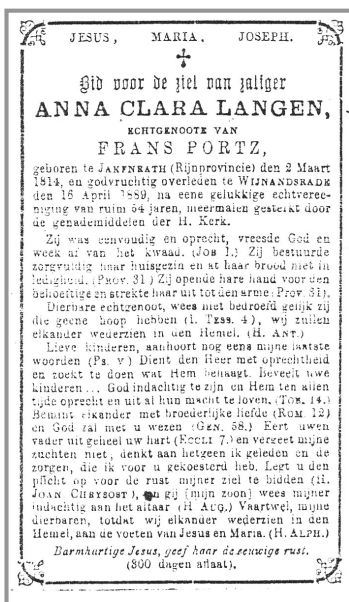 JESUS, MARIA, JOSEPH.
Bid voor de ziel van zaliger
ANNA CLARA LANGEN,
ECHTGENOOTE VAN
FRANS PORTZ,
geboren te JAKENRATH (Rijnprovincie) den 2 Maart
1814, en godvruchtig overleden te WIJNANDSRADE
den 16 April 1889, na eene gelukkige echtveree-
niging van ruim 54 jaren, meermalen gesterkt door
de genademiddelen der H. Kerk.
Zij was eenvoudig en oprecht, vreesde God en
week af van het kwaad. (JOB I.) Zij bestuurde
zorgvuldig haar huisgezin en at haar brood niet in
ledigheid. (PROV. 31) Zij opende hare hand voor den
behoeftige en strekte haar uit tot den arme (PROV. 31).
Dierbare echtgenoot, wees niet bedroefd gelijk zij
die geene hoop hebben (I. TESS. 4), wij zullen
elkander wederzien in den Hemel. (H. ANT.)
Lieve kinderen, aanhoort nog eens mijne laatste
woorden (PS. V.) Dient den Heer met oprechtheid
en zoekt te doen wat Hem behaagt. Beveelt uwe
kinderen... God indachtig te zijn en Hem ten allen
tijde oprecht en uit al hun macht te loven. (TOB. 14.)
Bemint elkander met broederlijke liefde (ROM. 12)
en God zal met u wezen (GEN. 58.) Eert uwen
vader uit geheel uw hart (ECCLI 7.) en vergeet mijne
zuchten niet, denkt aan hetgeen ik geleden en de
zorgen, die ik voor u gekoesterd heb. Legt u den
plicht op voor de rust mijner ziel te bidden (H.
JOAN. CHRYSOST), en gij [mijn zoon] wees mijner
indachtig aan het altaar (H AUG.) Vaartwel, mijne
dierbaren, totdat wij elkander wederzien in den
Hemel, aan de voeten van Jesus en Maria. (H. ALPH.)
Barmhartige Jesus, geef haar de eeuwige rust.
(300 dagen aflaat).